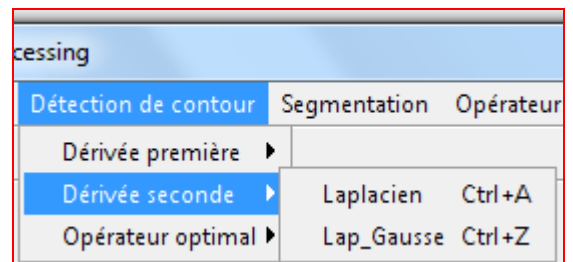 cessing
Détection de contour Segmentation Opérateur
Dérivée première
Dérivée seconde Laplacien Ctrl+A
Opérateur optimal Lap_Gausse Ctrl+Z